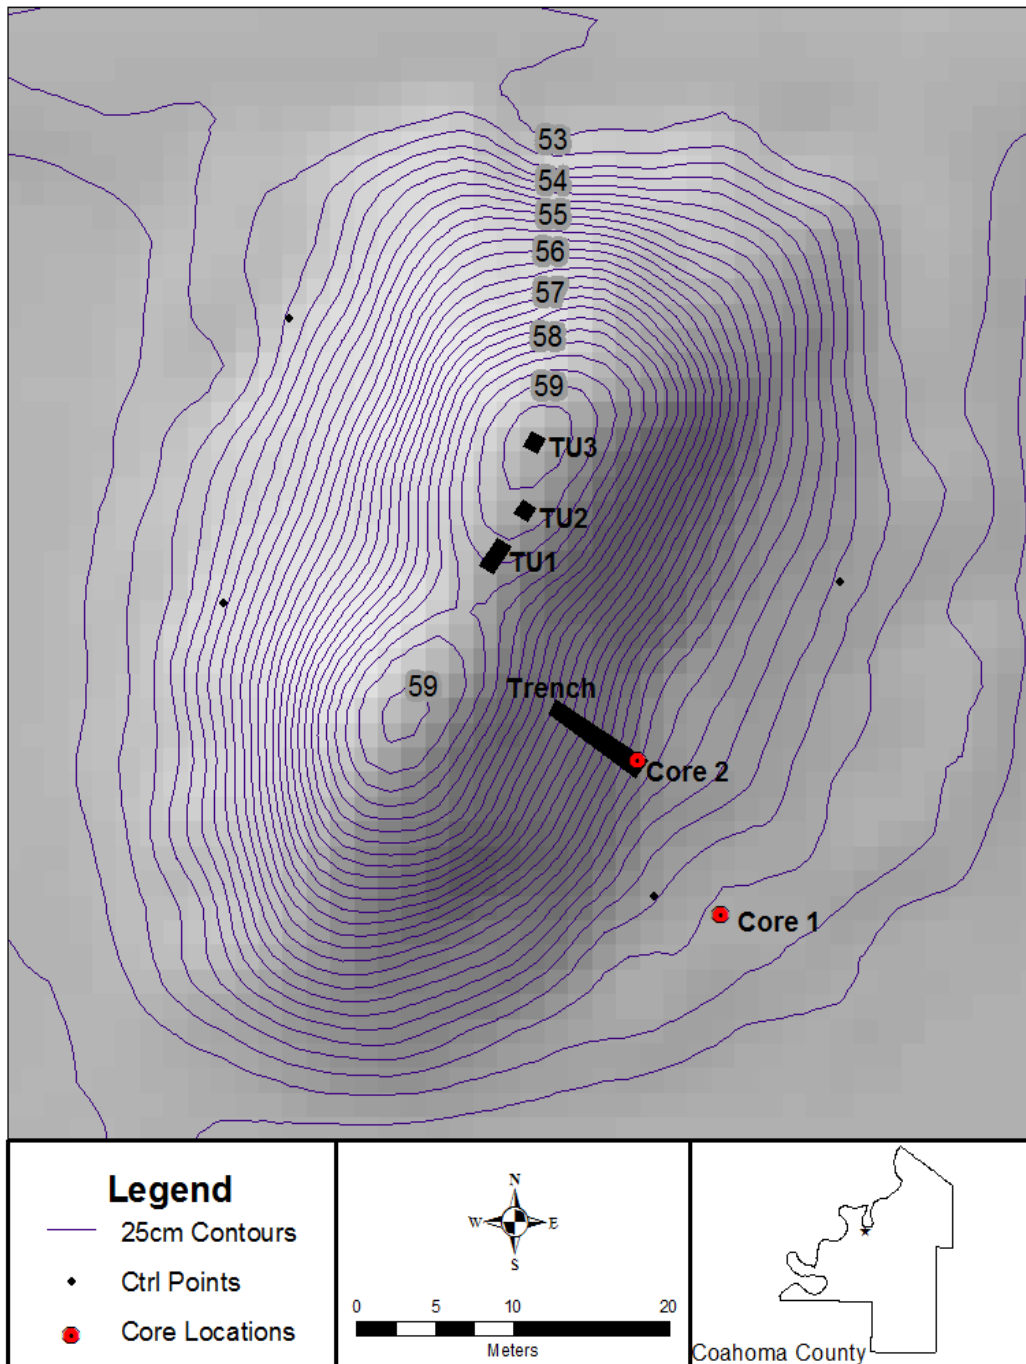 53
54
55
56
57
58
59
TU3
TU2
TU1
59
Trench
Core 2
Core 1
Legend
25cm Contours
Ctrl Points
Core Locations
N
W E
S
0 5 10 20
Meters
Coahoma County